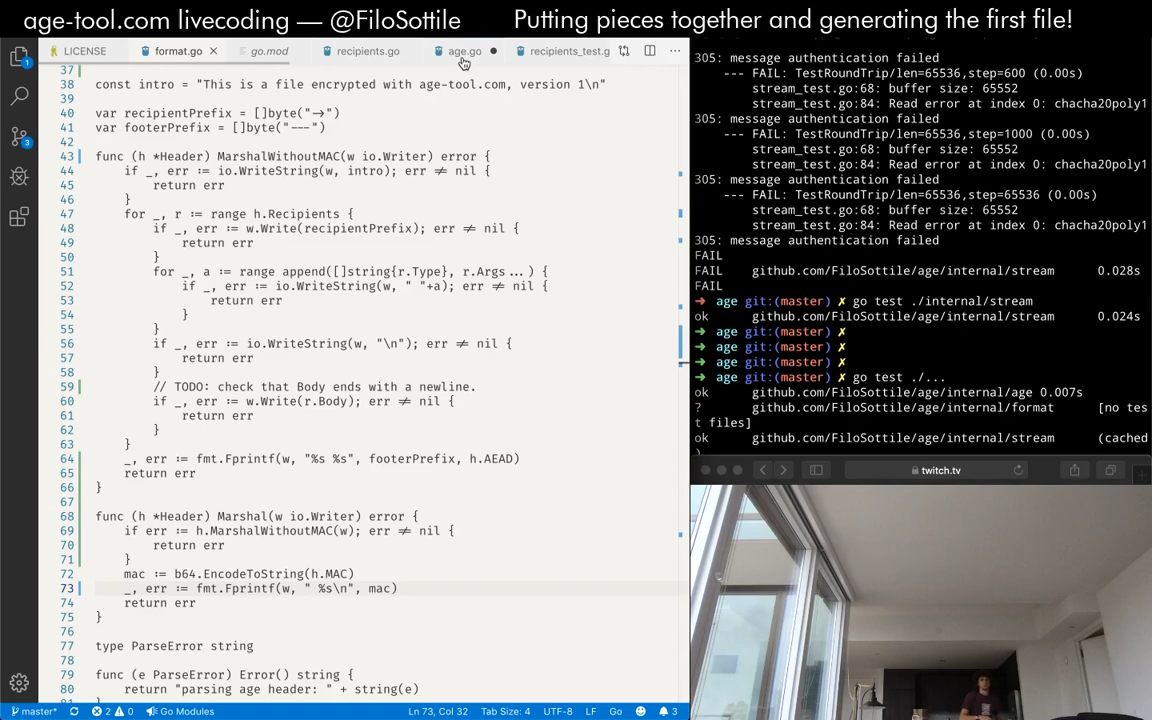 age-tool.com livecoding — @FiloSottile
Putting pieces together and generating the first file!
LICENSE
format.go
go.mod
recipients.go
age.go
recipients_test.g
37
38 const intro = "This is a file encrypted with age-tool.com, version 1\n"
39
40 var recipientPrefix = []byte("->")
41 var footerPrefix = []byte("---")
42
43 func (h *Header) MarshalWithoutMAC(w io.Writer) error {
44 if _, err := io.WriteString(w, intro); err ≠ nil {
45 return err
46 }
47 for _, r := range h.Recipients {
48 if _, err := w.Write(recipientPrefix); err ≠ nil {
49 return err
50 }
51 for _, a := range append([]string{r.Type}, r.Args...) {
52 if _, err := io.WriteString(w, " "+a); err ≠ nil {
53 return err
54 }
55 }
56 if _, err := io.WriteString(w, "\n"); err ≠ nil {
57 return err
58 }
59 // TODO: check that Body ends with a newline.
60 if _, err := w.Write(r.Body); err ≠ nil {
61 return err
62 }
63 }
64 _, err := fmt.Fprintf(w, "%s %s", footerPrefix, h.AEAD)
65 return err
66 }
67
68 func (h *Header) Marshal(w io.Writer) error {
69 if err := h.MarshalWithoutMAC(w); err ≠ nil {
70 return err
71 }
72 mac := b64.EncodeToString(h.MAC)
73 _, err := fmt.Fprintf(w, " %s\n", mac)
74 return err
75 }
76
77 type ParseError string
78
79 func (e ParseError) Error() string {
80 return "parsing age header: " + string(e)
master*
2
0
Go Modules
Ln 73, Col 32
Tab Size: 4
UTF-8
LF
Go
3
1
3
305: message authentication failed
--- FAIL: TestRoundTrip/len=65536,step=600 (0.00s)
stream_test.go:68: buffer size: 65552
stream_test.go:84: Read error at index 0: chacha20poly1
305: message authentication failed
--- FAIL: TestRoundTrip/len=65536,step=1000 (0.00s)
stream_test.go:68: buffer size: 65552
stream_test.go:84: Read error at index 0: chacha20poly1
305: message authentication failed
--- FAIL: TestRoundTrip/len=65536,step=65536 (0.00s)
stream_test.go:68: buffer size: 65552
stream_test.go:84: Read error at index 0: chacha20poly1
305: message authentication failed
FAIL
FAIL github.com/FiloSottile/age/internal/stream 0.028s
FAIL
➜ age git:(master) ✗ go test ./internal/stream
ok github.com/FiloSottile/age/internal/stream 0.024s
➜ age git:(master) ✗
➜ age git:(master) ✗
➜ age git:(master) ✗
➜ age git:(master) ✗ go test ./...
ok github.com/FiloSottile/age/internal/age 0.007s
? github.com/FiloSottile/age/internal/format [no tes
t files]
ok github.com/FiloSottile/age/internal/stream (cached
)
twitch.tv